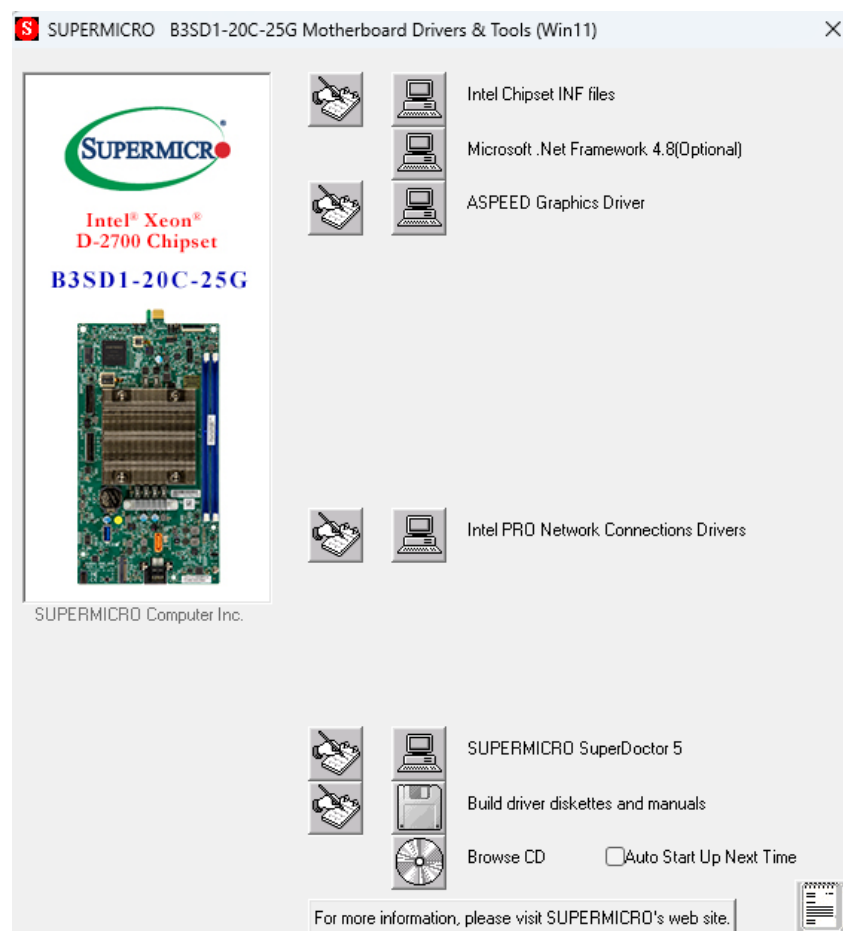 SUPERMICRO B3SD1-20C-25G Motherboard Drivers & Tools (Win11)
SUPERMICRO
Intel® Xeon®
D-2700 Chipset
B3SD1-20C-25G
SUPERMICRO Computer Inc.
Intel Chipset INF files
Microsoft .Net Framework 4.8(Optional)
ASPEED Graphics Driver
Intel PRO Network Connections Drivers
SUPERMICRO SuperDoctor 5
Build driver diskettes and manuals
Browse CD
Auto Start Up Next Time
For more information, please visit SUPERMICRO's web site.